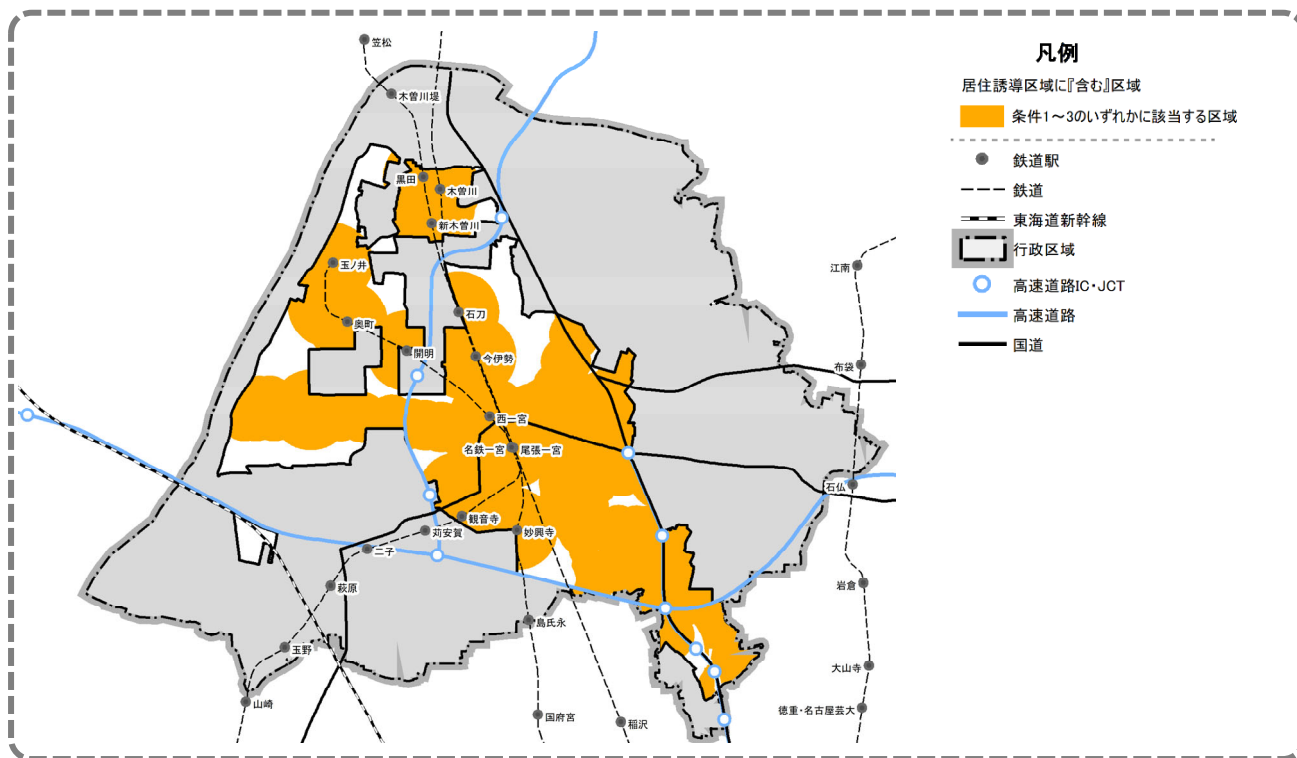 凡例
居住誘導区域に『含む』区域
条件1～3のいずれかに該当する区域
鉄道駅
鉄道
東海道新幹線
行政区域
高速道路IC・JCT
高速道路
国道
笠松
木曽川堤
黒田
木曽川
新木曽川
玉ノ井
江南
石刀
奥町
開明
今伊勢
布袋
西一宮
名鉄一宮
尾張一宮
石仏
観音寺
苅安賀
妙興寺
二子
萩原
岩倉
島氏永
玉野
大山寺
山崎
国府宮
稲沢
徳重・名古屋芸大